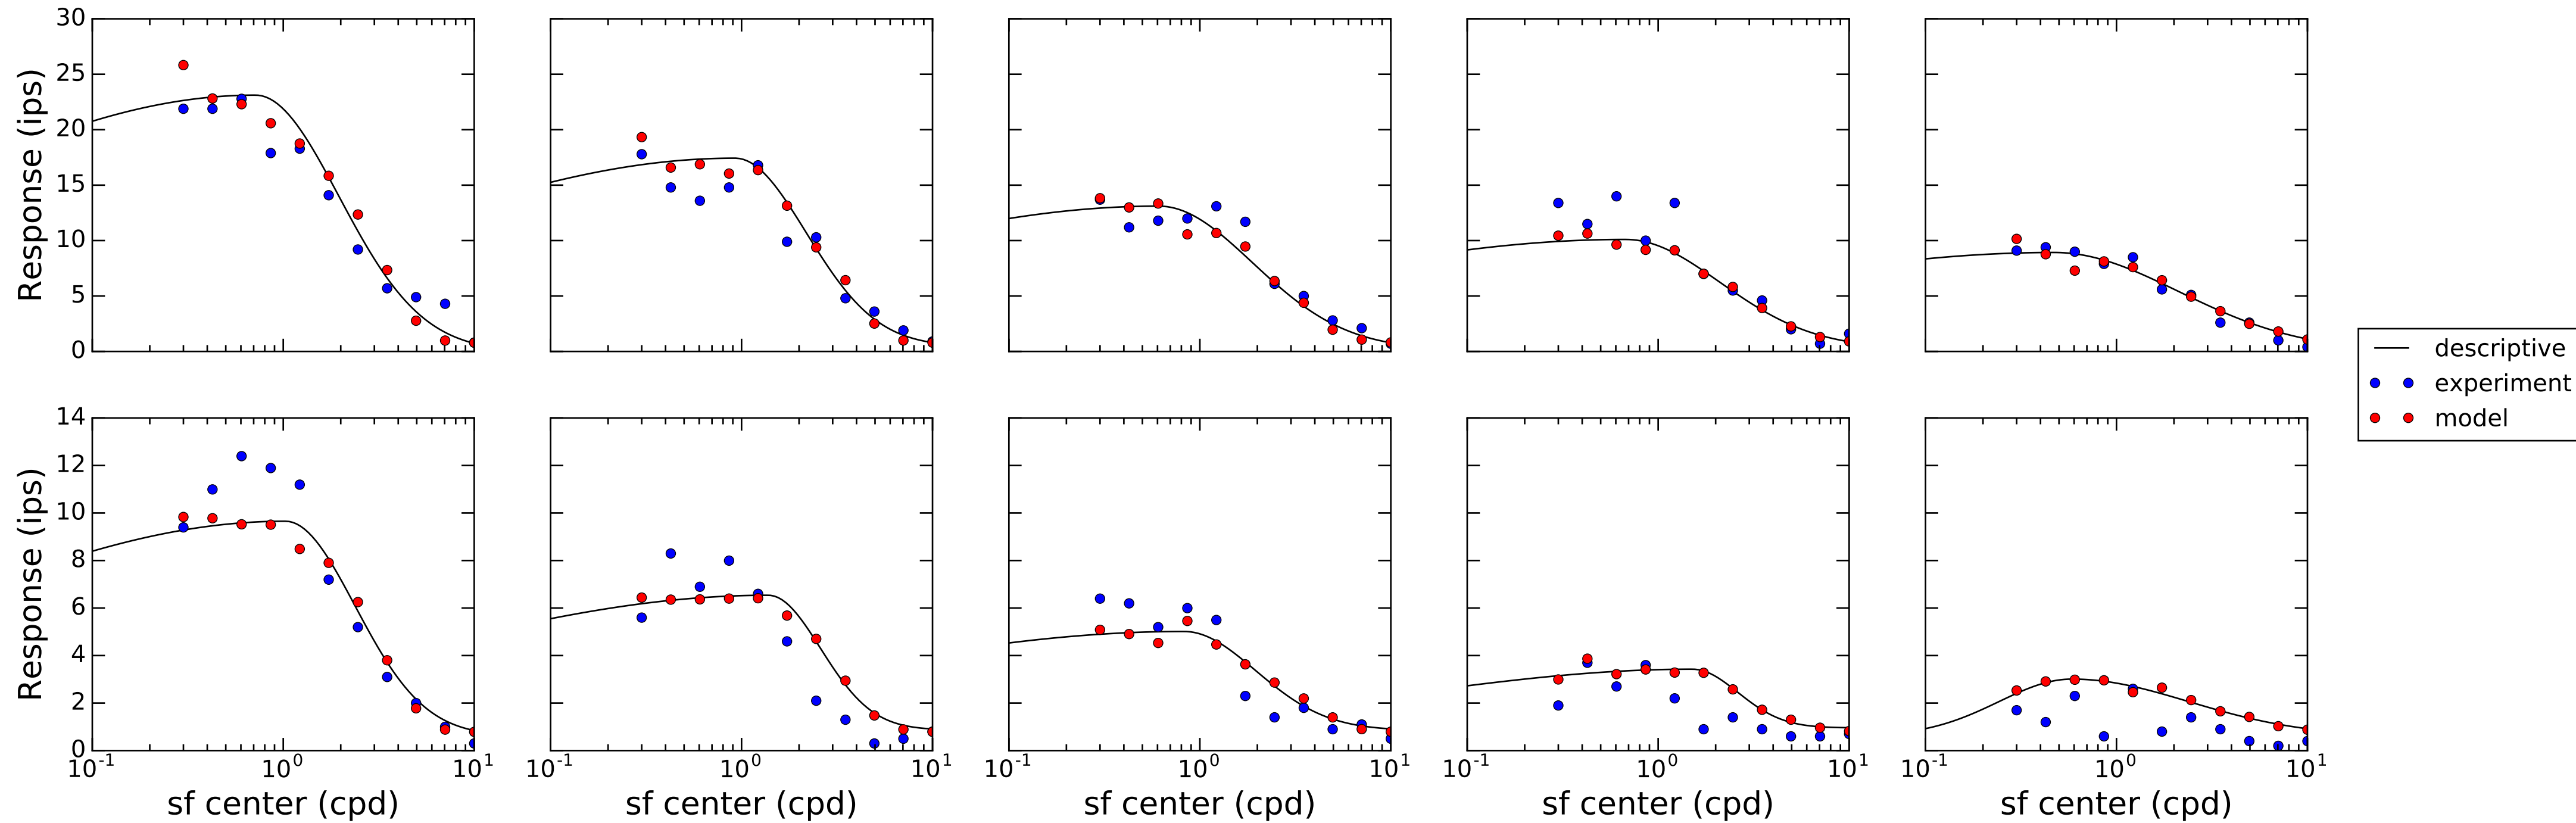 30
25
20
15
10
5
0
Response (ips)
descriptive
experiment
model
14
12
10
8
6
4
2
0
Response (ips)
10^-1 10^0 10^1
10^-1 10^0 10^1
10^-1 10^0 10^1
10^-1 10^0 10^1
10^-1 10^0 10^1
sf center (cpd)
sf center (cpd)
sf center (cpd)
sf center (cpd)
sf center (cpd)